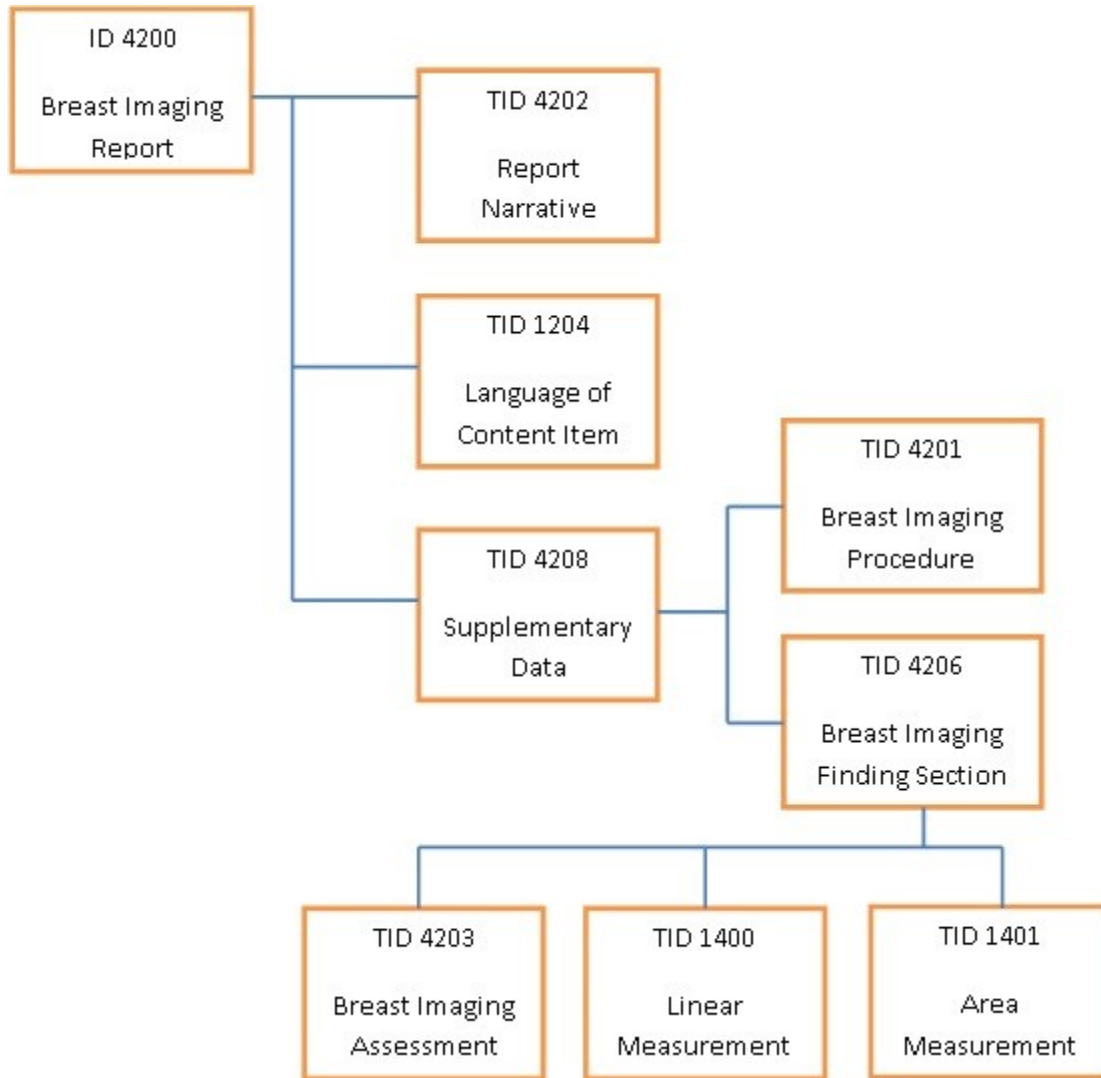 ID 4200
Breast Imaging
Report
TID 4202
Report
Narrative
TID 1204
Language of
Content Item
TID 4208
Supplementary
Data
TID 4201
Breast Imaging
Procedure
TID 4206
Breast Imaging
Finding Section
TID 4203
Breast Imaging
Assessment
TID 1400
Linear
Measurement
TID 1401
Area
Measurement